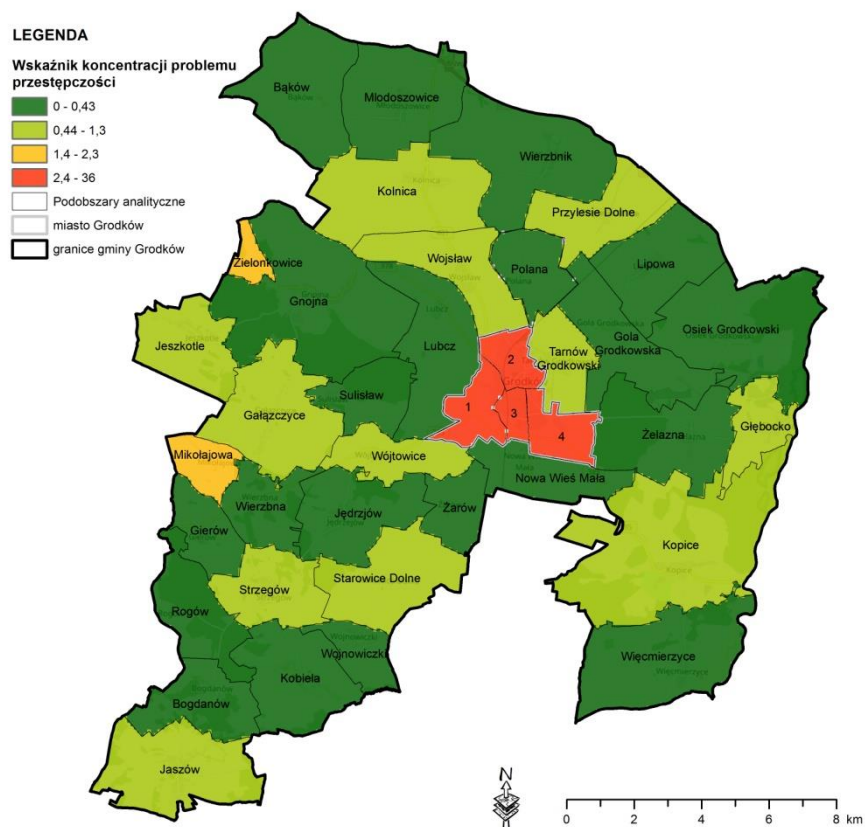 LEGENDA
Wskaźnik koncentracji problemu
przestępczości
0 - 0,43
0,44 - 1,3
1,4 - 2,3
2,4 - 36
Podobszary analityczne
miasto Grodków
granice gminy Grodków
Bąków
Młodoszowice
Wierzbnik
Kolnica
Przylesie Dolne
Zielonkowice
Wojsław
Polana
Lipowa
Gnojna
Lubcz
Gola
Grodkowska
Osiek Grodkowski
Jeszkotle
2
Tarnów
Grodkowski
Sulisław
Gałązczyce
1
3
4
Głębocko
Żelazna
Mikołajowa
Wójtowice
Nowa Wieś Mała
Wierzbna
Jędrzjów
Żarów
Gierów
Kopice
Strzegów
Starowice Dolne
Rogów
Wojnowiczki
Więcmierzyce
Kobiela
Bogdanów
Jaszów
N
0 2 4 6 8 km